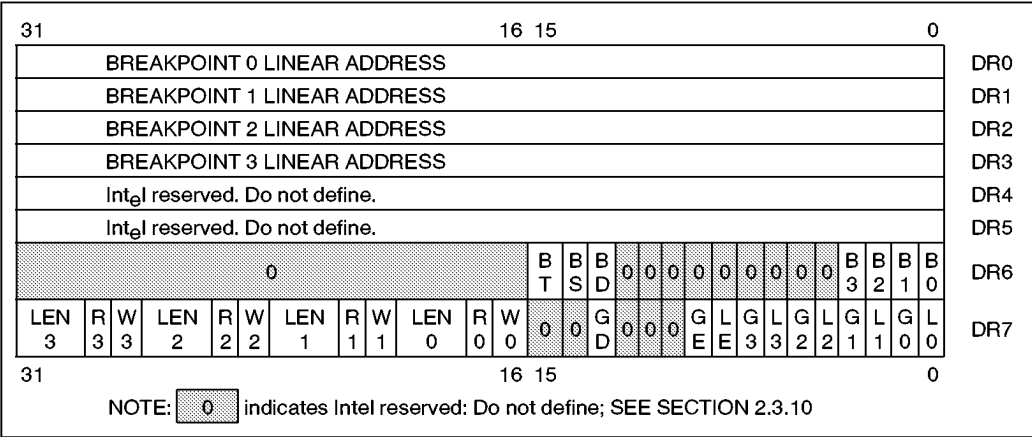 31 16 15 0
BREAKPOINT 0 LINEAR ADDRESS DR0
BREAKPOINT 1 LINEAR ADDRESS DR1
BREAKPOINT 2 LINEAR ADDRESS DR2
BREAKPOINT 3 LINEAR ADDRESS DR3
Intel reserved. Do not define. DR4
Intel reserved. Do not define. DR5
0 BT BS BD 0 0 0 0 0 0 0 0 0 B3 B2 B1 B0 DR6
LEN 3 R3 W3 LEN 2 R2 W2 LEN 1 R1 W1 LEN 0 R0 W0 0 0 GD 0 0 0 GE LE G3 L3 G2 L2 G1 L1 G0 L0 DR7
31 16 15 0
NOTE: 0 indicates Intel reserved: Do not define; SEE SECTION 2.3.10